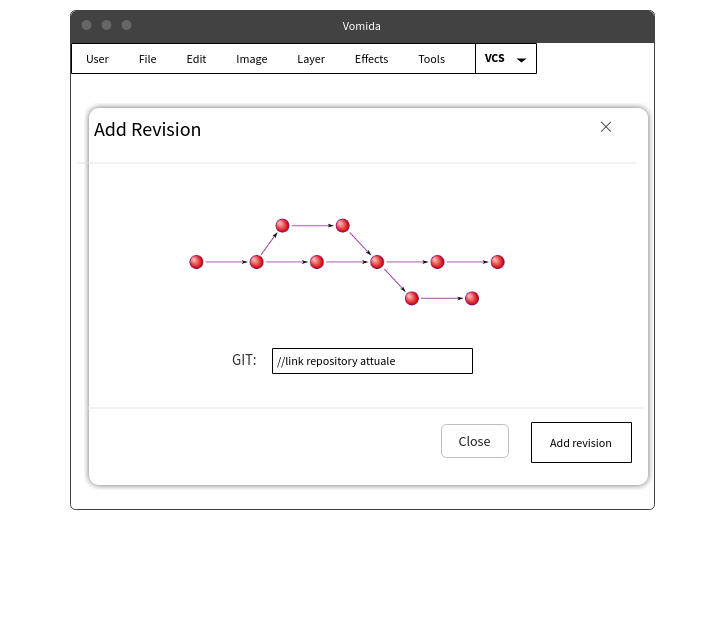 Vomida
User File Edit Image Layer Effects Tools VCS
Add Revision
GIT: //link repository attuale
Close Add revision